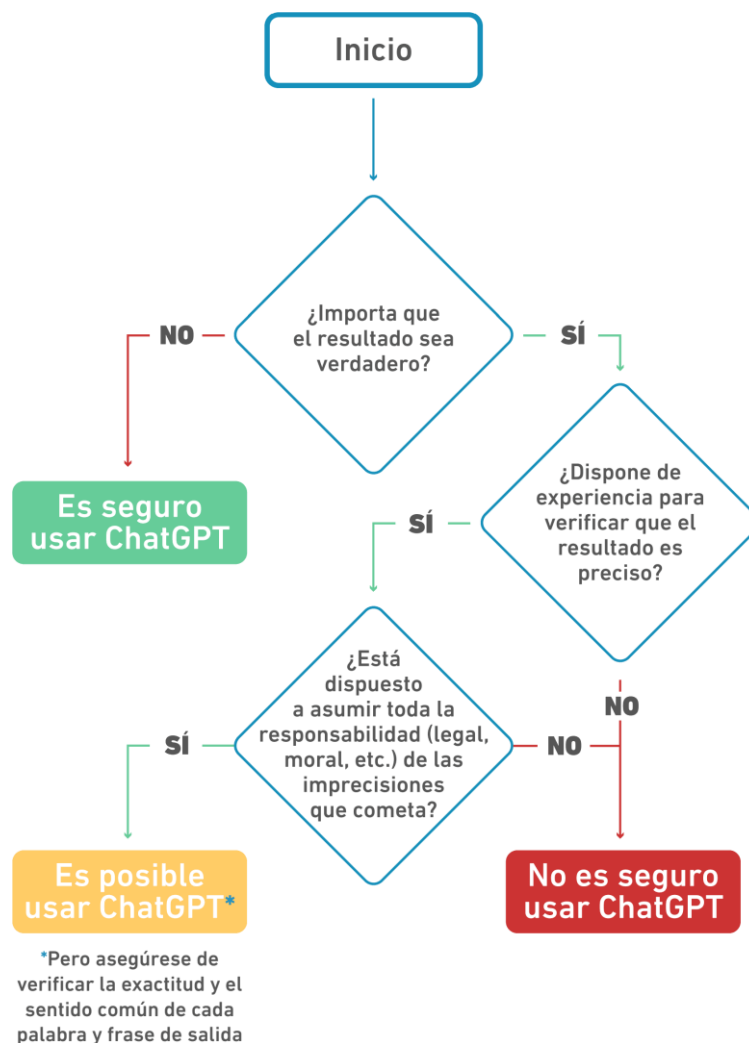 Inicio
¿Importa que
el resultado sea
verdadero?
NO
SÍ
Es seguro
usar ChatGPT
¿Dispone de
experiencia para
verificar que el
resultado es
preciso?
SÍ
NO
¿Está
dispuesto
a asumir toda la
responsabilidad (legal,
moral, etc.) de las
imprecisiones
que cometa?
SÍ
NO
Es posible
usar ChatGPT*
*Pero asegúrese de
verificar la exactitud y el
sentido común de cada
palabra y frase de salida
No es seguro
usar ChatGPT